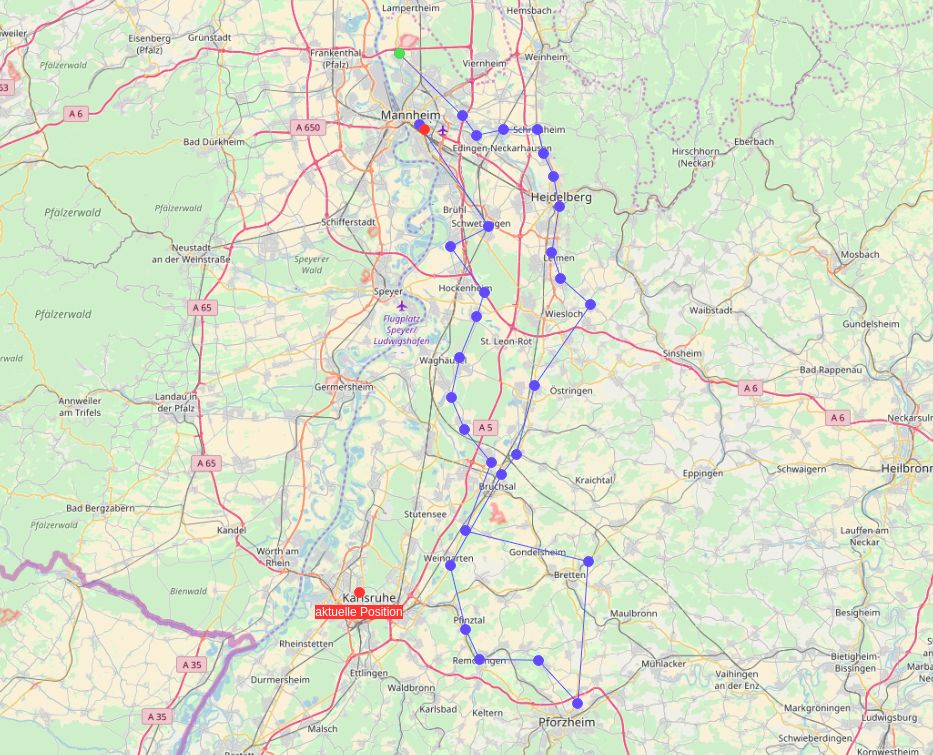 Lampertheim
Hemsbach
Eisenberg
(Pfalz)
Grünstadt
Frankenthal
(Pfalz)
Viernheim
Weinheim
Pfälzerwald
63
A 6
A 650
Mannheim
Bad Dürkheim
Edingen-Neckarhausen
Hirschhorn
(Neckar)
Eberbach
Pfälzerwald
Pfälzerwald
Heidelberg
Brühl
Schifferstadt
Schwetzingen
Neustadt
an der Weinstraße
Speyerer
Wald
Leimen
Mosbach
Speyer
Hockenheim
A 65
Pfälzerwald
Flugplatz
Speyer/
Ludwigshafen
Wiesloch
Waibstadt
Gundelsheim
St. Leon-Rot
Sinsheim
Waghäusel
Bad Rappenau
Germersheim
Annweiler
am Trifels
Landau in
der Pfalz
Östringen
A 6
A 6
A 5
A 65
Eppingen
Schwaigern
Heilbronn
Kraichtal
Bruchsal
Bad Bergzabern
Pfälzerwald
Stutensee
Kandel
Lauffen am
Neckar
Wörth am
Rhein
Weingarten
Gondelsheim
Bretten
Bienwald
Karlsruhe
aktuelle Position
Maulbronn
Besigheim
Pfinztal
Rheinstetten
A 35
Remchingen
Mühlacker
Bietigheim-
Bissingen
Ettlingen
Durmersheim
Waldbronn
Vaihingen
an der Enz
Karlsbad
Keltern
Markgröningen
A 35
Malsch
Pforzheim
Ludwigsburg
Schwieberdingen
Kornwestheim